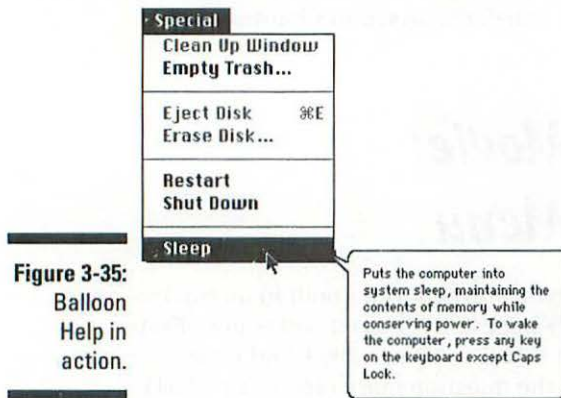 Special
Clean Up Window
Empty Trash...
Eject Disk ⌘E
Erase Disk...
Restart
Shut Down
Sleep
Figure 3-35:
Balloon
Help in
action.
Puts the computer into
system sleep, maintaining the
contents of memory while
conserving power. To wake
the computer, press any key
on the keyboard except Caps
Lock.